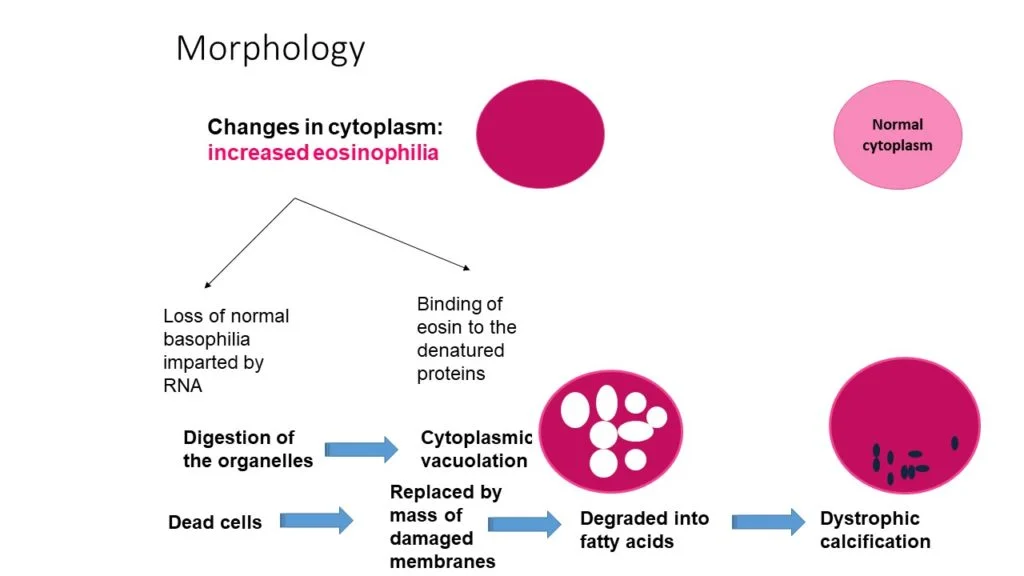 Morphology
Changes in cytoplasm:
increased eosinophilia
Normal
cytoplasm
Loss of normal
basophilia
imparted by
RNA
Binding of
eosin to the
denatured
proteins
Digestion of
the organelles
Cytoplasmic
vacuolation
Dead cells
Replaced by
mass of
damaged
membranes
Degraded into
fatty acids
Dystrophic
calcification